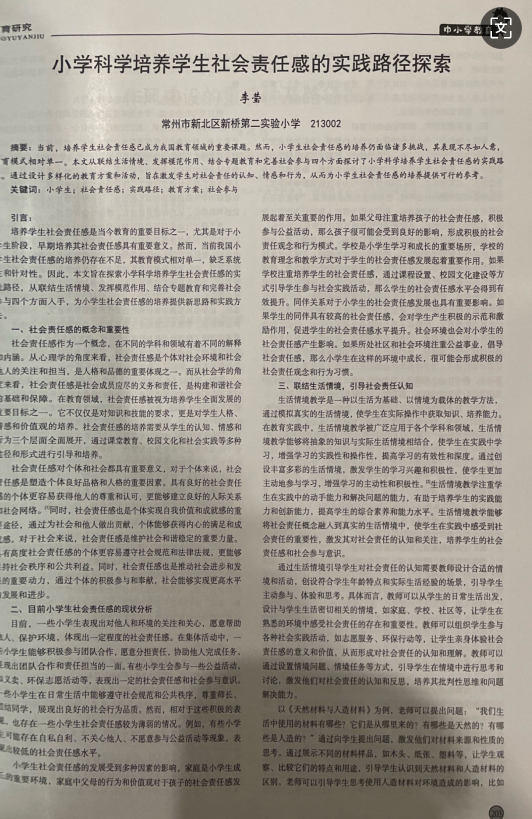 育研究
OYUYANJIU
中小学教育
文
小学科学培养学生社会责任感的实践路径探索
李莹
常州市新北区新桥第二实验小学 213002
摘要：当前，培养学生社会责任感已成为我国教育领域的重要课题。然而，小学生社会责任感的培养仍面临诸多挑战，其表现不尽如人意，
育模式相对单一。本文从联结生活情境、发挥模范作用、结合专题教育和完善社会参与四个方面探讨了小学科学培养学生社会责任感的实践路
。通过设计多样化的教育方案和活动，旨在激发学生对社会责任的认知、情感和行为，从而为小学生社会责任感的培养提供可行的参考。
关键词：小学生；社会责任感；实践路径；教育方案；社会参与
引言：
培养学生社会责任感是当今教育的重要目标之一，尤其是对于小
学生阶段，早期培养其社会责任感具有重要意义。然而，当前我国小
学生社会责任感的培养仍存在不足，其教育模式相对单一，缺乏系统
性和针对性。因此，本文旨在探索小学科学培养学生社会责任感的实
践路径，从联结生活情境、发挥模范作用、结合专题教育和完善社会
参与四个方面入手，为小学生社会责任感的培养提供新思路和实践方
一、社会责任感的概念和重要性
社会责任感作为一个概念，在不同的学科和领域有着不同的解释
和内涵。从心理学的角度来看，社会责任感是个体对社会环境和社会
他人的关注和担当，是人格和品德的重要体现之一。而从社会学的角
度来看，社会责任感是社会成员应尽的义务和责任，是构建和谐社会
的基础和保障。在教育领域，社会责任感被视为培养学生全面发展的
重要目标之一。它不仅仅是对知识和技能的要求，更是对学生人格、
情感和价值观的培养。社会责任感的培养需要从学生的认知、情感和
行为三个层面全面展开，通过课堂教育、校园文化和社会实践等多种
途径和形式进行引导和培养。
社会责任感对个体和社会都具有重要意义，对于个体来说，社会
责任感是塑造个体良好品格和人格的重要因素。具有良好的社会责任
感的个体更容易获得他人的尊重和认可，更能够建立良好的人际关系
和社会网络。同时，社会责任感也是个体实现自我价值和成就感的重
要途径，通过为社会和他人做出贡献，个体能够获得内心的满足和成
就感。对于社会来说，社会责任感是维护社会和谐稳定的重要力量。
具有高度社会责任感的个体更容易遵守社会规范和法律法规，更能够
维持社会秩序和公共利益。同时，社会责任感也是推动社会进步和发
展的重要动力，通过个体的积极参与和奉献，社会能够实现更高水平
的发展和进步。
二、目前小学生社会责任感的现状分析
目前，一些小学生表现出对他人和环境的关注和关心，愿意帮助
他人、保护环境，体现出一定程度的社会责任感。在集体活动中，一
些小学生能够积极参与团队合作，愿意分担责任，协助他人完成任务，
展现出团队合作和责任担当的一面。有些小学生会参与一些公益活动，
如义卖、环保志愿活动等，表现出一定的社会责任感和社会参与意识。
一些小学生在日常生活中能够遵守社会规范和公共秩序，尊重师长、
团结同学，展现出良好的社会行为品质。然而，相对于这些积极的表
现，也存在一些小学生社会责任感较为薄弱的情况。例如，有些小学
生可能存在自私自利、不关心他人、不愿意参与公益活动等现象，表
现出较低的社会责任感水平。
小学生社会责任感的发展受到多种因素的影响，家庭是小学生成
长的重要环境，家庭中父母的行为和价值观对于孩子的社会责任感发
展起着至关重要的作用。如果父母注重培养孩子的社会责任感，积极
参与公益活动，那么孩子很可能会受到良好的影响，形成积极的社会
责任观念和行为模式。学校是小学生学习和成长的重要场所，学校的
教育理念和教学方式对于学生的社会责任感发展起着重要作用。如果
学校注重培养学生的社会责任感，通过课程设置、校园文化建设等方
式引导学生参与社会实践活动，那么学生的社会责任感水平会得到有
效提升。同伴关系对于小学生的社会责任感发展也具有重要影响。如
果学生的同伴具有较高的社会责任感，会对学生产生积极的示范和激
励作用，促进学生的社会责任感水平提升。社会环境也会对小学生的
社会责任感产生影响。如果所处社区和社会环境注重公益事业，倡导
社会责任感，那么小学生在这样的环境中成长，很可能会形成积极的
社会责任观念和行为习惯。
三、联结生活情境，引导社会责任认知
生活情境教学是一种以生活为基础、以情境为载体的教学方法，
通过模拟真实的生活情境，使学生在实际操作中获取知识、培养能力。
在教育实践中，生活情境教学被广泛应用于各个学科和领域，生活情
境教学能够将抽象的知识与实际生活情境相结合，使学生在实践中学
习，增强学习的实践性和操作性，提高学习的有效性和深度。通过创
设丰富多彩的生活情境，激发学生的学习兴趣和积极性，使学生更加
主动地参与学习，增强学习的主动性和积极性。生活情境教学注重学
生在实践中的动手能力和解决问题的能力，有助于培养学生的实践能
力和创新能力，提高学生的综合素养和能力水平。生活情境教学能够
将社会责任概念融入到真实的生活情境中，使学生在实践中感受到社
会责任的重要性，激发其对社会责任的认知和关注，培养学生的社会
责任感和社会参与意识。
通过生活情境引导学生对社会责任的认知需要教师设计合适的情
境和活动，创设符合学生年龄特点和实际生活经验的场景，引导学生
主动参与、体验和思考。具体而言，教师可以从学生的日常生活出发，
设计与学生生活密切相关的情境，如家庭、学校、社区等，让学生在
熟悉的环境中感受社会责任的存在和重要性。教师可以组织学生参与
各种社会实践活动，如志愿服务、环保行动等，让学生亲身体验社会
责任感的意义和价值，从而形成对社会责任的认知和理解。教师可以
通过设置情境问题、情境任务等方式，引导学生在情境中进行思考和
讨论，激发他们对社会责任的认知和反思，培养其批判性思维和问题
解决能力。
以《天然材料与人造材料》为例，老师可以提出问题：“我们生
活中使用的材料有哪些？它们是从哪里来的？有哪些是天然的？有哪
些是人造的？”通过向学生提出问题，激发他们对材料来源和性质的
思考。通过展示不同的材料样品，如木头、纸张、塑料等，让学生观
察、比较它们的特点和用途，引导学生认识到天然材料和人造材料的
区别。老师可以引导学生思考使用人造材料对环境造成的影响，比如